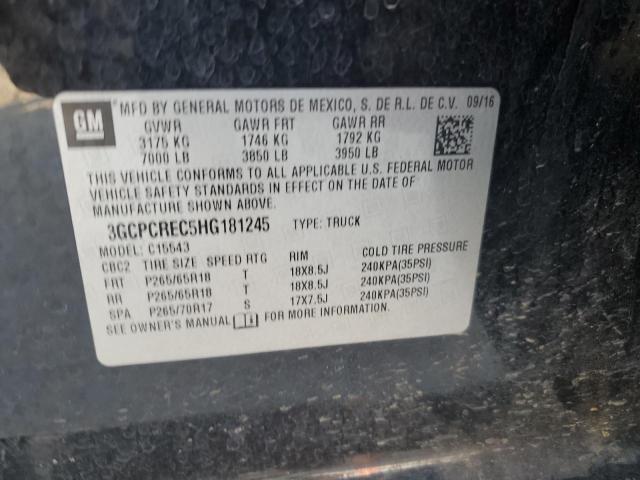 GM
MFD BY GENERAL MOTORS DE MEXICO, S. DE R.L. DE C.V. 09/16
GVWR GAWR FRT GAWR RR
3175 KG 1746 KG 1792 KG
7000 LB 3850 LB 3950 LB
THIS VEHICLE CONFORMS TO ALL APPLICABLE U.S. FEDERAL MOTOR
VEHICLE SAFETY STANDARDS IN EFFECT ON THE DATE OF
MANUFACTURE SHOWN ABOVE.
3GCPCREC5HG181245 TYPE: TRUCK
MODEL: C15543
CBC2 TIRE SIZE SPEED RTG RIM COLD TIRE PRESSURE
FRT P265/65R18 T 18X8.5J 240KPA(35PSI)
RR P265/65R18 T 18X8.5J 240KPA(35PSI)
SPA P265/70R17 S 17X7.5J 240KPA(35PSI)
SEE OWNER'S MANUAL FOR MORE INFORMATION.